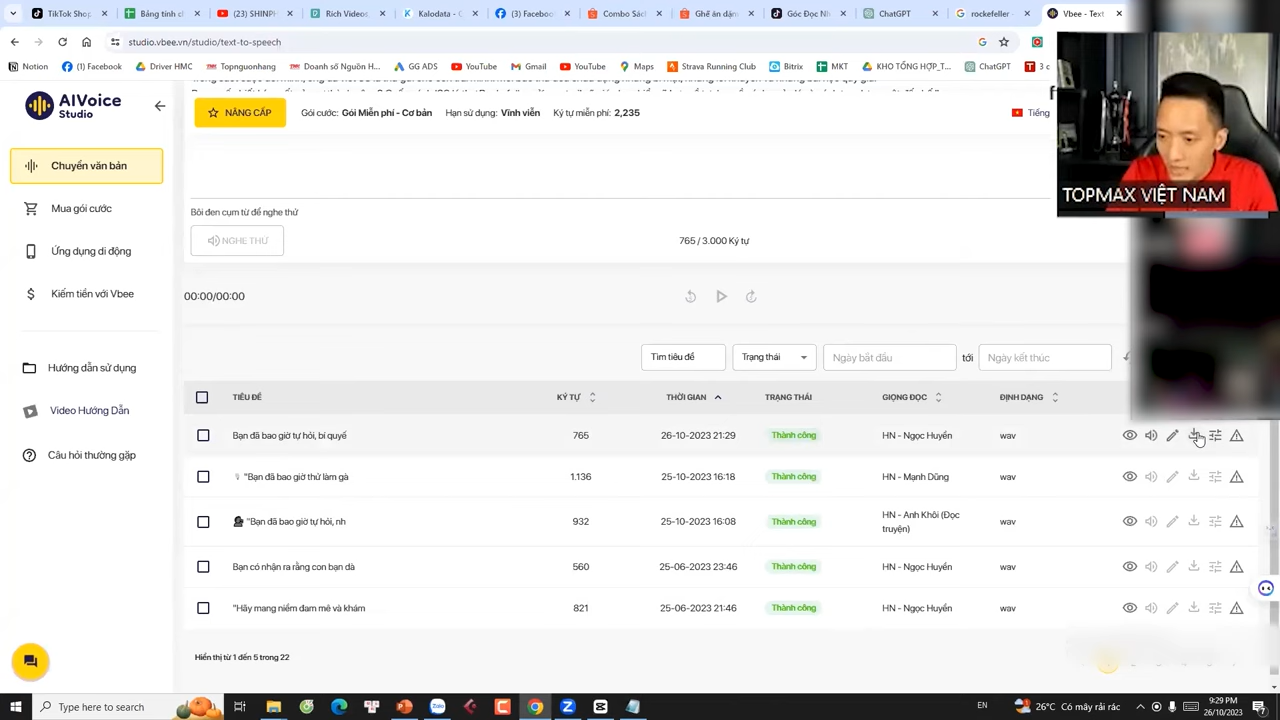 TikTok Shop
Bảng tính c
(23) SHINPH
Rich Videos
Kalodata - C
(3) Facebook
Combo Sác
Ghế ăn dặn
Góc Đọc N
ChatGPT
rockefeller -
Vbee - Text
studio.vbee.vn/studio/text-to-speech
Notion
(1) Facebook
Driver HMC
Topnguonhang
Doanh số Nguồn H...
GG ADS
YouTube
Gmail
YouTube
Maps
Strava Running Club
Bitrix
MKT
KHO TỔNG HỢP_T...
ChatGPT
AIVoice
Studio
NÂNG CẤP
Gói cước: Gói Miễn phí - Cơ bản
Hạn sử dụng: Vĩnh viễn
Ký tự miễn phí: 2,235
Tiếng
TOPMAX VIỆT NAM
Chuyển văn bản
Mua gói cước
Ứng dụng di động
Kiếm tiền với Vbee
Hướng dẫn sử dụng
Video Hướng Dẫn
Câu hỏi thường gặp
Bôi đen cụm từ để nghe thử
NGHE THỬ
765 / 3.000 Ký tự
00:00/00:00
Tìm tiêu đề
Trạng thái
Ngày bắt đầu
tới
Ngày kết thúc
TIÊU ĐỀ KÝ TỰ THỜI GIAN TRẠNG THÁI GIỌNG ĐỌC ĐỊNH DẠNG
Bạn đã bao giờ tự hỏi, bí quyế 765 26-10-2023 21:29 Thành công HN - Ngọc Huyền wav
"Bạn đã bao giờ thử làm gà 1.136 25-10-2023 16:18 Thành công HN - Mạnh Dũng wav
"Bạn đã bao giờ tự hỏi, nh 932 25-10-2023 16:08 Thành công HN - Anh Khôi (Đọc truyện) wav
Bạn có nhận ra rằng con bạn dà 560 25-06-2023 23:46 Thành công HN - Ngọc Huyền wav
"Hãy mang niềm đam mê và khám 821 25-06-2023 21:46 Thành công HN - Ngọc Huyền wav
Hiển thị từ 1 đến 5 trong 22
Type here to search
26°C Có mây rải rác
EN
9:29 PM
26/10/2023